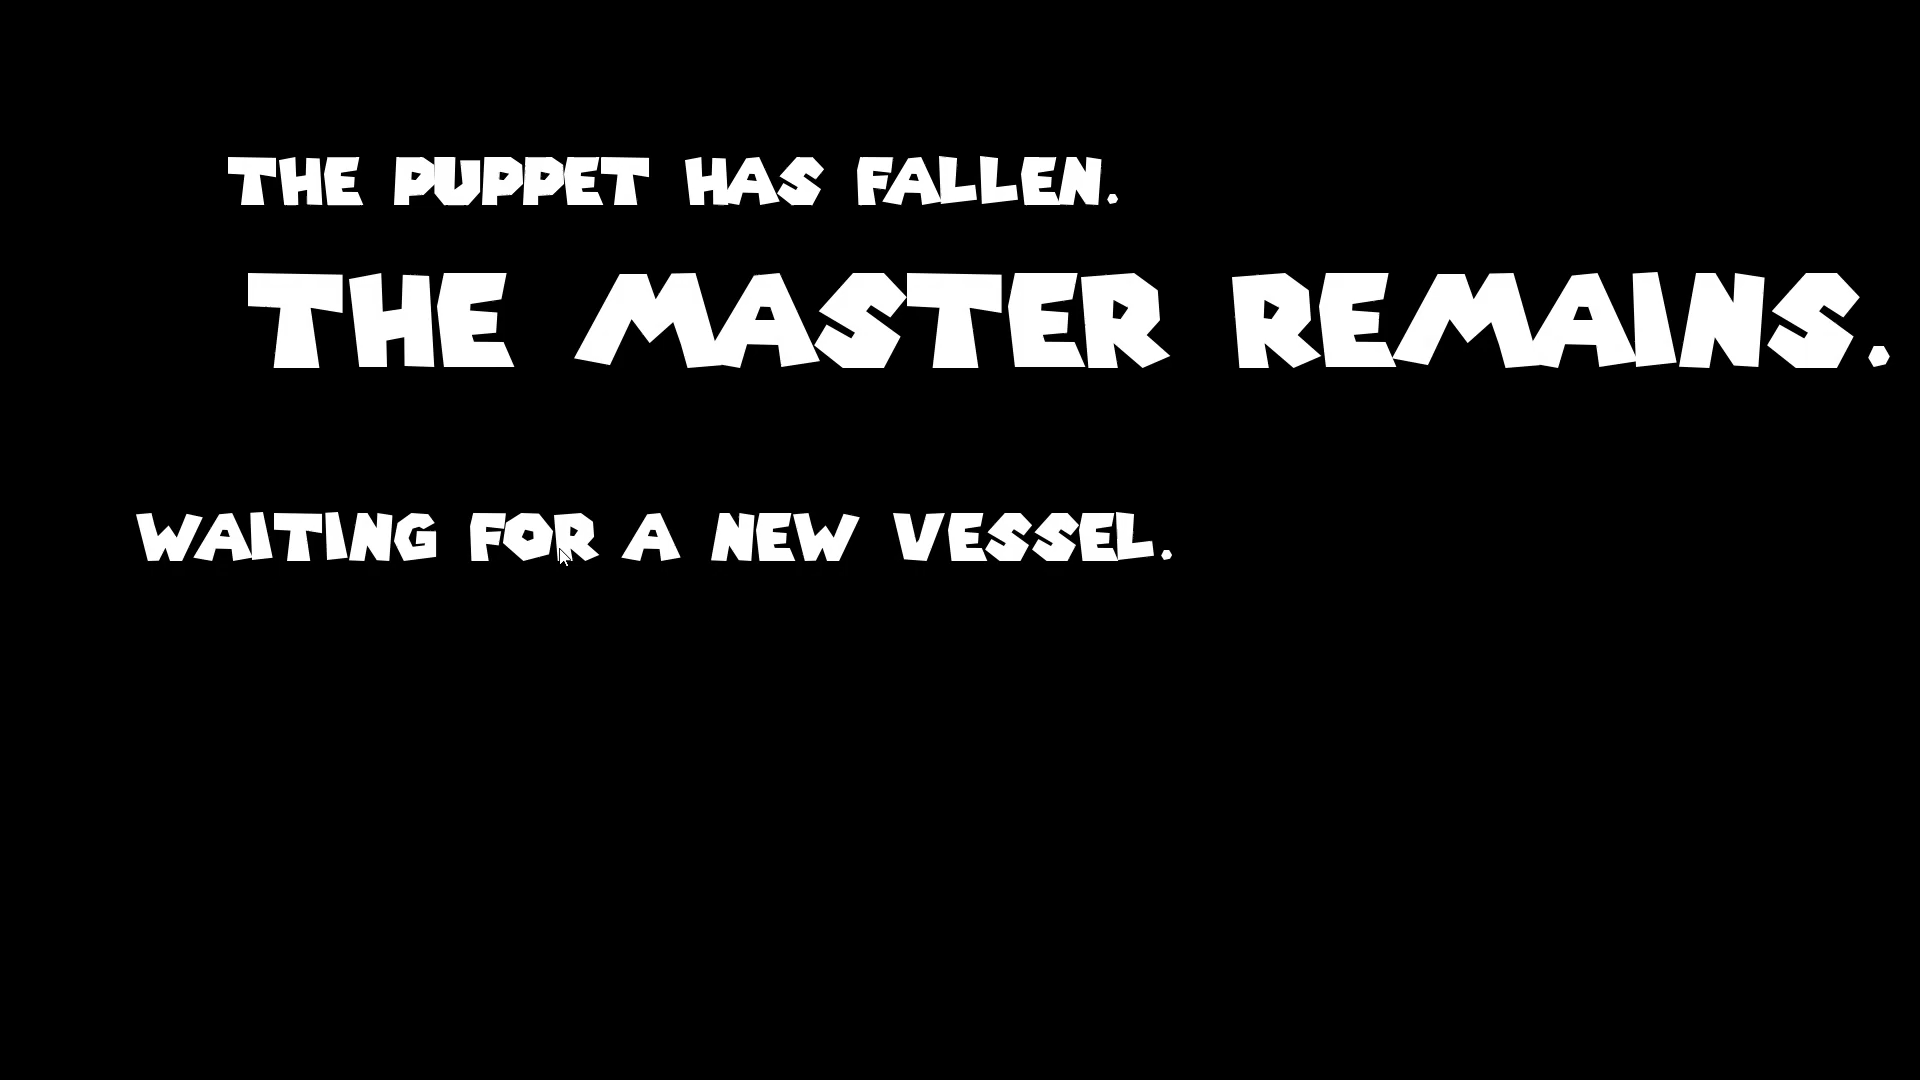 THE PUPPET HAS FALLEN.
THE MASTER REMAINS.
WAITING FOR A NEW VESSEL.